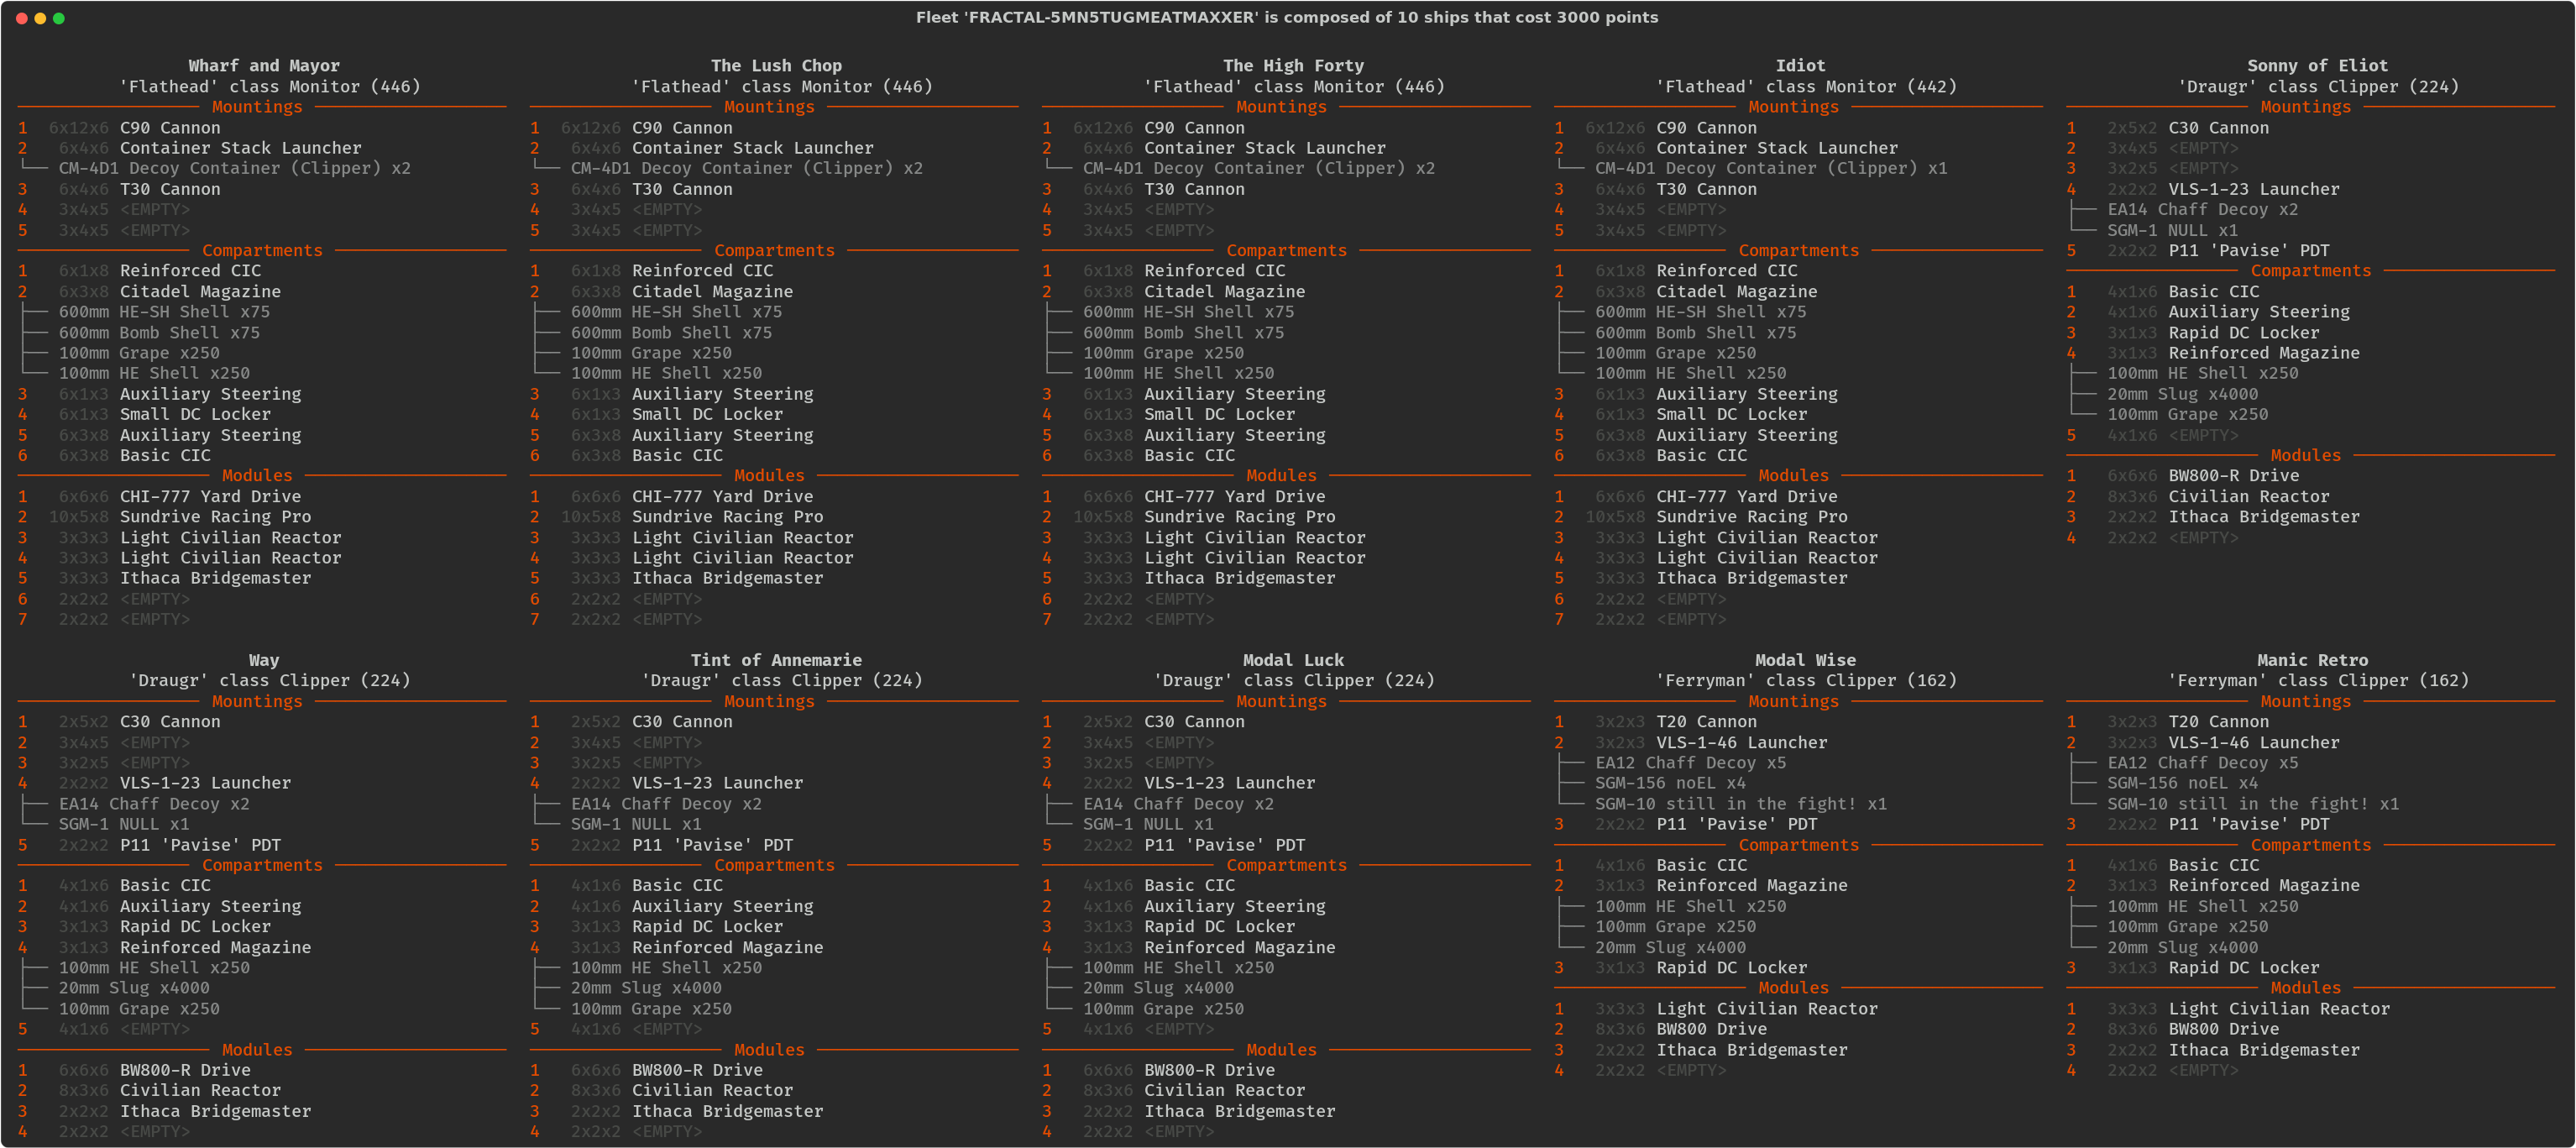 Fleet 'FRACTAL-5MN5TUGMEATMAXXER' is composed of 10 ships that cost 3000 points
Wharf and Mayor
'Flathead' class Monitor (446)
Mountings
1 6x12x6 C90 Cannon
2 6x4x6 Container Stack Launcher
CM-4D1 Decoy Container (Clipper) x2
3 6x4x6 T30 Cannon
4 3x4x5 <EMPTY>
5 3x4x5 <EMPTY>
Compartments
1 6x1x8 Reinforced CIC
2 6x3x8 Citadel Magazine
600mm HE-SH Shell x75
600mm Bomb Shell x75
100mm Grape x250
100mm HE Shell x250
3 6x1x3 Auxiliary Steering
4 6x1x3 Small DC Locker
5 6x3x8 Auxiliary Steering
6 6x3x8 Basic CIC
Modules
1 6x6x6 CHI-777 Yard Drive
2 10x5x8 Sundrive Racing Pro
3 3x3x3 Light Civilian Reactor
4 3x3x3 Light Civilian Reactor
5 3x3x3 Ithaca Bridgemaster
6 2x2x2 <EMPTY>
7 2x2x2 <EMPTY>
The Lush Chop
'Flathead' class Monitor (446)
Mountings
1 6x12x6 C90 Cannon
2 6x4x6 Container Stack Launcher
CM-4D1 Decoy Container (Clipper) x2
3 6x4x6 T30 Cannon
4 3x4x5 <EMPTY>
5 3x4x5 <EMPTY>
Compartments
1 6x1x8 Reinforced CIC
2 6x3x8 Citadel Magazine
600mm HE-SH Shell x75
600mm Bomb Shell x75
100mm Grape x250
100mm HE Shell x250
3 6x1x3 Auxiliary Steering
4 6x1x3 Small DC Locker
5 6x3x8 Auxiliary Steering
6 6x3x8 Basic CIC
Modules
1 6x6x6 CHI-777 Yard Drive
2 10x5x8 Sundrive Racing Pro
3 3x3x3 Light Civilian Reactor
4 3x3x3 Light Civilian Reactor
5 3x3x3 Ithaca Bridgemaster
6 2x2x2 <EMPTY>
7 2x2x2 <EMPTY>
The High Forty
'Flathead' class Monitor (446)
Mountings
1 6x12x6 C90 Cannon
2 6x4x6 Container Stack Launcher
CM-4D1 Decoy Container (Clipper) x2
3 6x4x6 T30 Cannon
4 3x4x5 <EMPTY>
5 3x4x5 <EMPTY>
Compartments
1 6x1x8 Reinforced CIC
2 6x3x8 Citadel Magazine
600mm HE-SH Shell x75
600mm Bomb Shell x75
100mm Grape x250
100mm HE Shell x250
3 6x1x3 Auxiliary Steering
4 6x1x3 Small DC Locker
5 6x3x8 Auxiliary Steering
6 6x3x8 Basic CIC
Modules
1 6x6x6 CHI-777 Yard Drive
2 10x5x8 Sundrive Racing Pro
3 3x3x3 Light Civilian Reactor
4 3x3x3 Light Civilian Reactor
5 3x3x3 Ithaca Bridgemaster
6 2x2x2 <EMPTY>
7 2x2x2 <EMPTY>
Idiot
'Flathead' class Monitor (442)
Mountings
1 6x12x6 C90 Cannon
2 6x4x6 Container Stack Launcher
CM-4D1 Decoy Container (Clipper) x1
3 6x4x6 T30 Cannon
4 3x4x5 <EMPTY>
5 3x4x5 <EMPTY>
Compartments
1 6x1x8 Reinforced CIC
2 6x3x8 Citadel Magazine
600mm HE-SH Shell x75
600mm Bomb Shell x75
100mm Grape x250
100mm HE Shell x250
3 6x1x3 Auxiliary Steering
4 6x1x3 Small DC Locker
5 6x3x8 Auxiliary Steering
6 6x3x8 Basic CIC
Modules
1 6x6x6 CHI-777 Yard Drive
2 10x5x8 Sundrive Racing Pro
3 3x3x3 Light Civilian Reactor
4 3x3x3 Light Civilian Reactor
5 3x3x3 Ithaca Bridgemaster
6 2x2x2 <EMPTY>
7 2x2x2 <EMPTY>
Sonny of Eliot
'Draugr' class Clipper (224)
Mountings
1 2x5x2 C30 Cannon
2 3x4x5 <EMPTY>
3 3x2x5 <EMPTY>
4 2x2x2 VLS-1-23 Launcher
EA14 Chaff Decoy x2
SGM-1 NULL x1
5 2x2x2 P11 'Pavise' PDT
Compartments
1 4x1x6 Basic CIC
2 4x1x6 Auxiliary Steering
3 3x1x3 Rapid DC Locker
4 3x1x3 Reinforced Magazine
100mm HE Shell x250
20mm Slug x4000
100mm Grape x250
5 4x1x6 <EMPTY>
Modules
1 6x6x6 BW800-R Drive
2 8x3x6 Civilian Reactor
3 2x2x2 Ithaca Bridgemaster
4 2x2x2 <EMPTY>
Way
'Draugr' class Clipper (224)
Mountings
1 2x5x2 C30 Cannon
2 3x4x5 <EMPTY>
3 3x2x5 <EMPTY>
4 2x2x2 VLS-1-23 Launcher
EA14 Chaff Decoy x2
SGM-1 NULL x1
5 2x2x2 P11 'Pavise' PDT
Compartments
1 4x1x6 Basic CIC
2 4x1x6 Auxiliary Steering
3 3x1x3 Rapid DC Locker
4 3x1x3 Reinforced Magazine
100mm HE Shell x250
20mm Slug x4000
100mm Grape x250
5 4x1x6 <EMPTY>
Modules
1 6x6x6 BW800-R Drive
2 8x3x6 Civilian Reactor
3 2x2x2 Ithaca Bridgemaster
4 2x2x2 <EMPTY>
Tint of Annemarie
'Draugr' class Clipper (224)
Mountings
1 2x5x2 C30 Cannon
2 3x4x5 <EMPTY>
3 3x2x5 <EMPTY>
4 2x2x2 VLS-1-23 Launcher
EA14 Chaff Decoy x2
SGM-1 NULL x1
5 2x2x2 P11 'Pavise' PDT
Compartments
1 4x1x6 Basic CIC
2 4x1x6 Auxiliary Steering
3 3x1x3 Rapid DC Locker
4 3x1x3 Reinforced Magazine
100mm HE Shell x250
20mm Slug x4000
100mm Grape x250
5 4x1x6 <EMPTY>
Modules
1 6x6x6 BW800-R Drive
2 8x3x6 Civilian Reactor
3 2x2x2 Ithaca Bridgemaster
4 2x2x2 <EMPTY>
Modal Luck
'Draugr' class Clipper (224)
Mountings
1 2x5x2 C30 Cannon
2 3x4x5 <EMPTY>
3 3x2x5 <EMPTY>
4 2x2x2 VLS-1-23 Launcher
EA14 Chaff Decoy x2
SGM-1 NULL x1
5 2x2x2 P11 'Pavise' PDT
Compartments
1 4x1x6 Basic CIC
2 4x1x6 Auxiliary Steering
3 3x1x3 Rapid DC Locker
4 3x1x3 Reinforced Magazine
100mm HE Shell x250
20mm Slug x4000
100mm Grape x250
5 4x1x6 <EMPTY>
Modules
1 6x6x6 BW800-R Drive
2 8x3x6 Civilian Reactor
3 2x2x2 Ithaca Bridgemaster
4 2x2x2 <EMPTY>
Modal Wise
'Ferryman' class Clipper (162)
Mountings
1 3x2x3 T20 Cannon
2 3x2x3 VLS-1-46 Launcher
EA12 Chaff Decoy x5
SGM-156 noEL x4
SGM-10 still in the fight! x1
3 2x2x2 P11 'Pavise' PDT
Compartments
1 4x1x6 Basic CIC
2 3x1x3 Reinforced Magazine
100mm HE Shell x250
100mm Grape x250
20mm Slug x4000
3 3x1x3 Rapid DC Locker
Modules
1 3x3x3 Light Civilian Reactor
2 8x3x6 BW800 Drive
3 2x2x2 Ithaca Bridgemaster
4 2x2x2 <EMPTY>
Manic Retro
'Ferryman' class Clipper (162)
Mountings
1 3x2x3 T20 Cannon
2 3x2x3 VLS-1-46 Launcher
EA12 Chaff Decoy x5
SGM-156 noEL x4
SGM-10 still in the fight! x1
3 2x2x2 P11 'Pavise' PDT
Compartments
1 4x1x6 Basic CIC
2 3x1x3 Reinforced Magazine
100mm HE Shell x250
100mm Grape x250
20mm Slug x4000
3 3x1x3 Rapid DC Locker
Modules
1 3x3x3 Light Civilian Reactor
2 8x3x6 BW800 Drive
3 2x2x2 Ithaca Bridgemaster
4 2x2x2 <EMPTY>